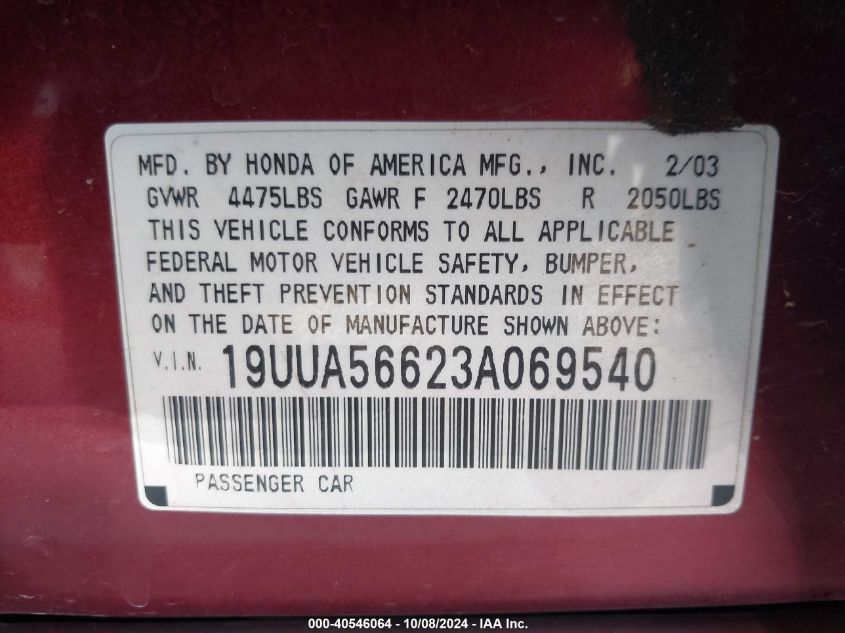 MFD. BY HONDA OF AMERICA MFG., INC. 2/03
GVWR 4475LBS GAWR F 2470LBS R 2050LBS
THIS VEHICLE CONFORMS TO ALL APPLICABLE
FEDERAL MOTOR VEHICLE SAFETY, BUMPER,
AND THEFT PREVENTION STANDARDS IN EFFECT
ON THE DATE OF MANUFACTURE SHOWN ABOVE:
V.I.N. 19UUA56623A069540
PASSENGER CAR
000-40546064 - 10/08/2024 - IAA Inc.